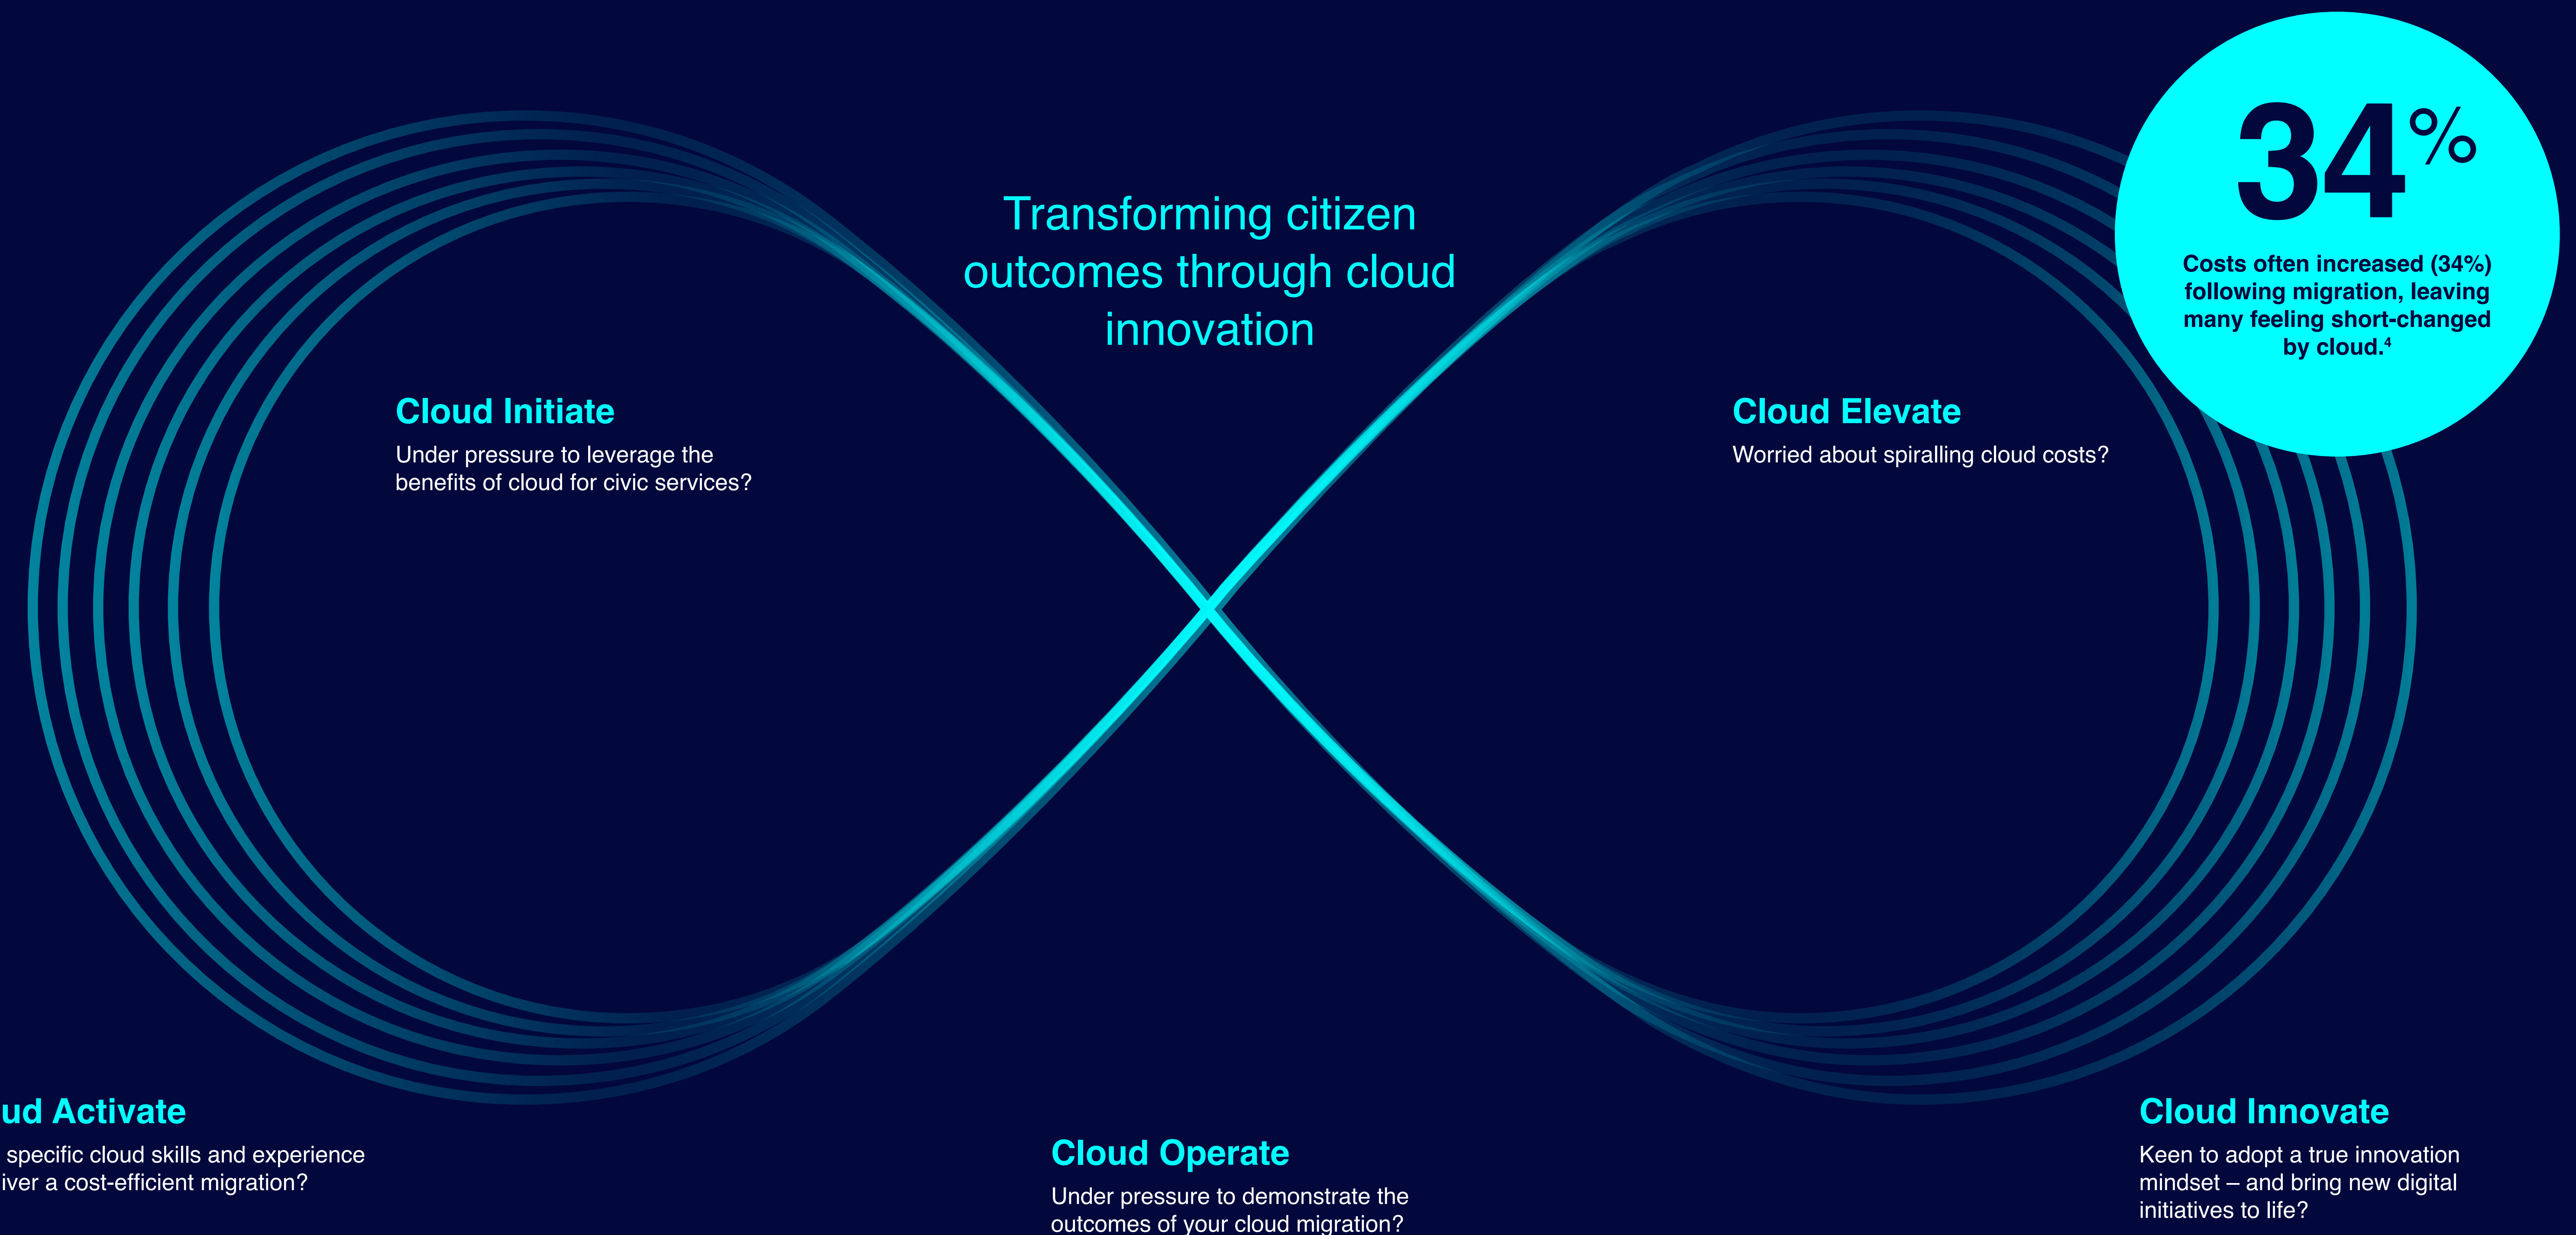 34%
Costs often increased (34%)
following migration, leaving
many feeling short-changed
by cloud.4
Transforming citizen
outcomes through cloud
innovation
Cloud Initiate
Under pressure to leverage the
benefits of cloud for civic services?
Cloud Elevate
Worried about spiralling cloud costs?
ud Activate
specific cloud skills and experience
iver a cost-efficient migration?
Cloud Operate
Under pressure to demonstrate the
outcomes of your cloud migration?
Cloud Innovate
Keen to adopt a true innovation
mindset – and bring new digital
initiatives to life?